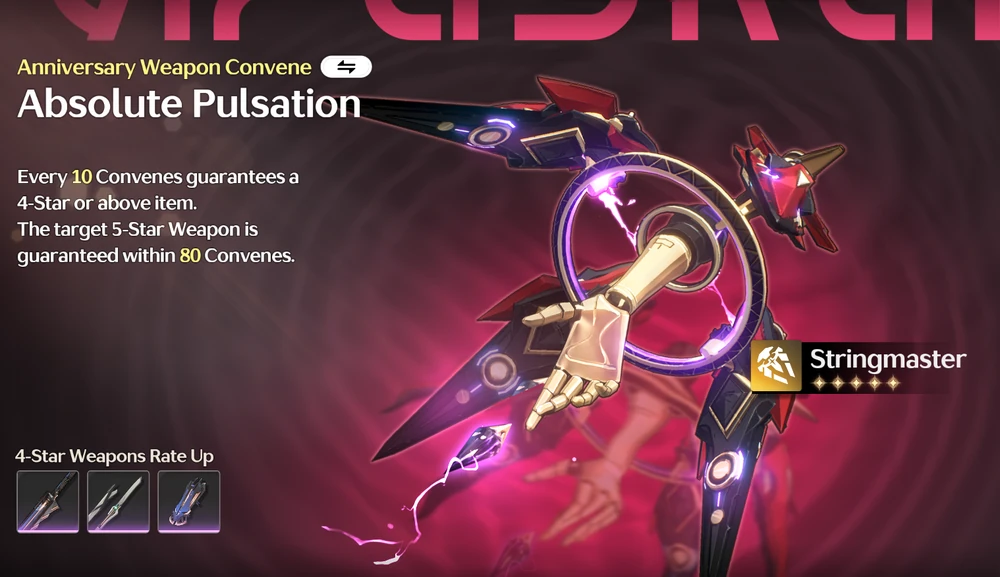 Anniversary Weapon Convene
Absolute Pulsation
Every 10 Convenes guarantees a
4-Star or above item.
The target 5-Star Weapon is
guaranteed within 80 Convenes.
Stringmaster
4-Star Weapons Rate Up